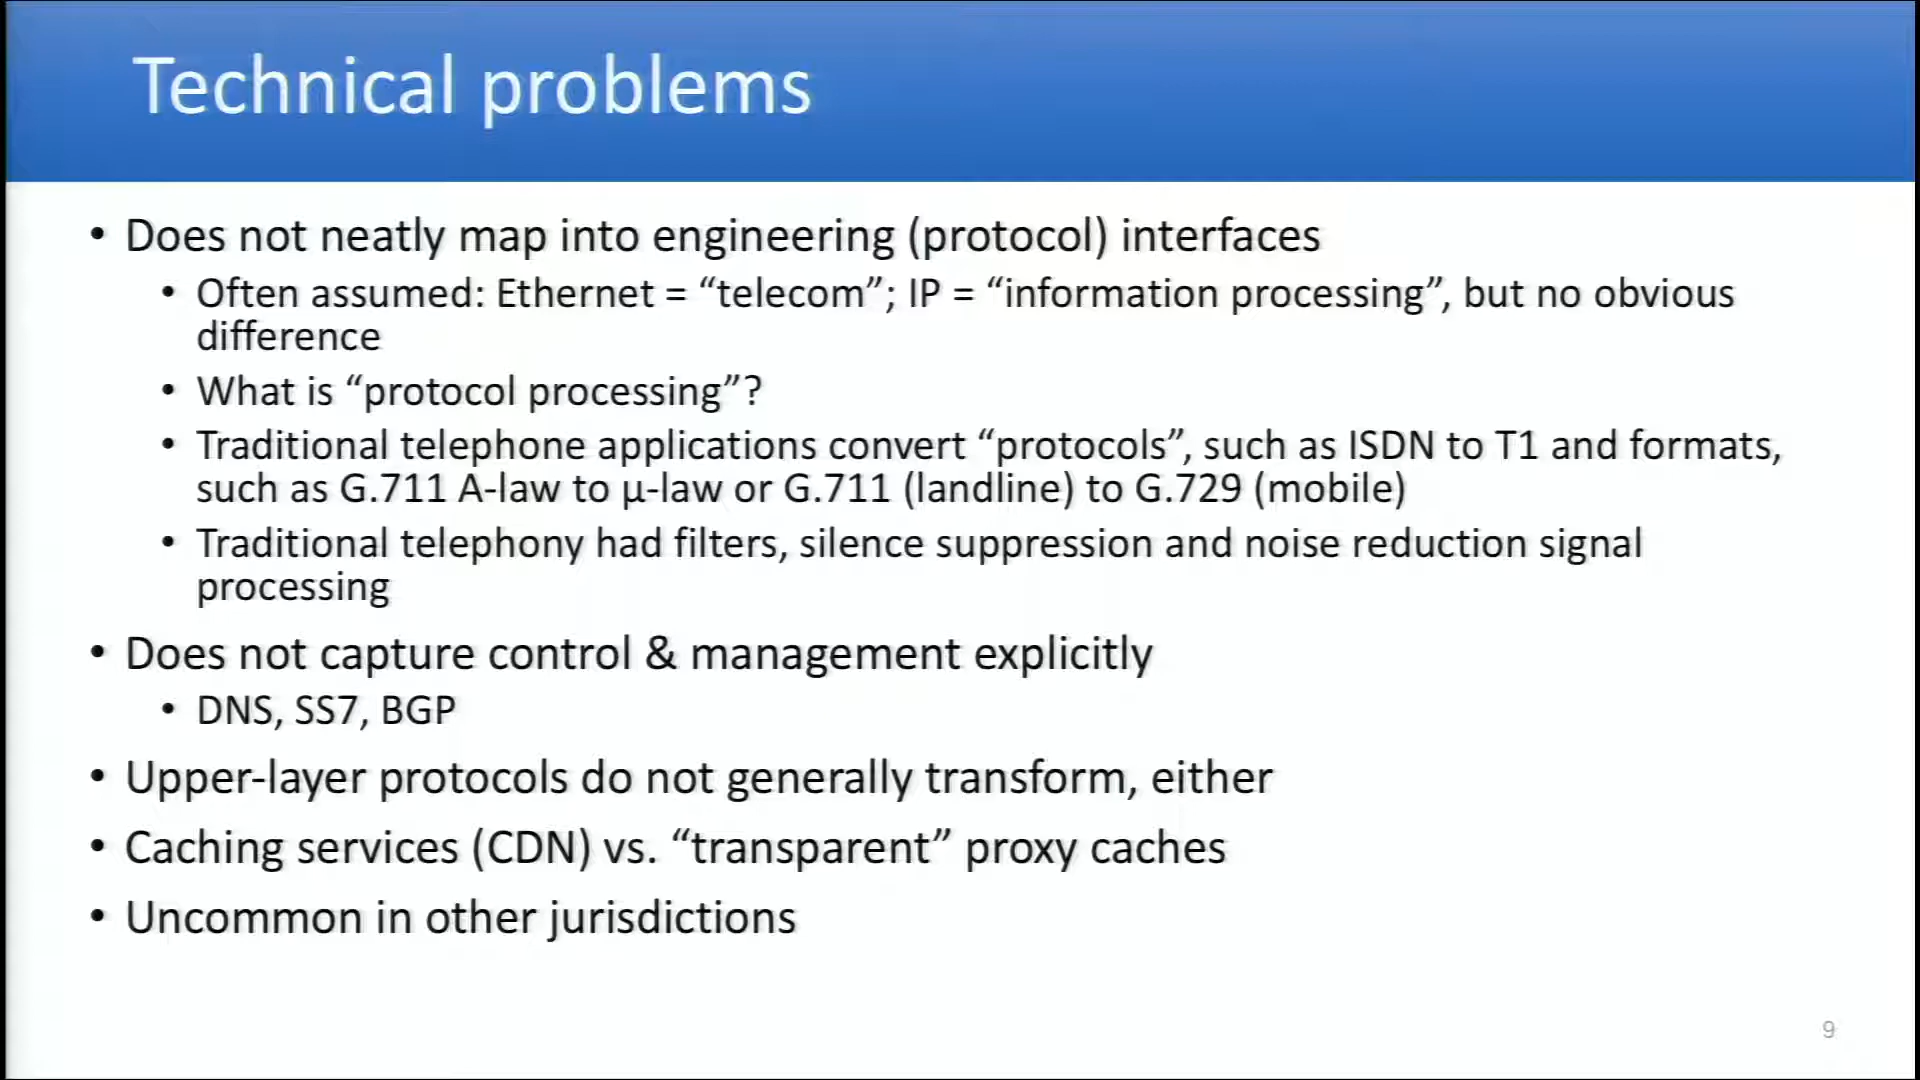 Technical problems
• Does not neatly map into engineering (protocol) interfaces
• Often assumed: Ethernet = “telecom”; IP = “information processing”, but no obvious
difference
• What is “protocol processing”?
• Traditional telephone applications convert “protocols”, such as ISDN to T1 and formats,
such as G.711 A-law to μ-law or G.711 (landline) to G.729 (mobile)
• Traditional telephony had filters, silence suppression and noise reduction signal
processing
• Does not capture control & management explicitly
• DNS, SS7, BGP
• Upper-layer protocols do not generally transform, either
• Caching services (CDN) vs. “transparent” proxy caches
• Uncommon in other jurisdictions
9